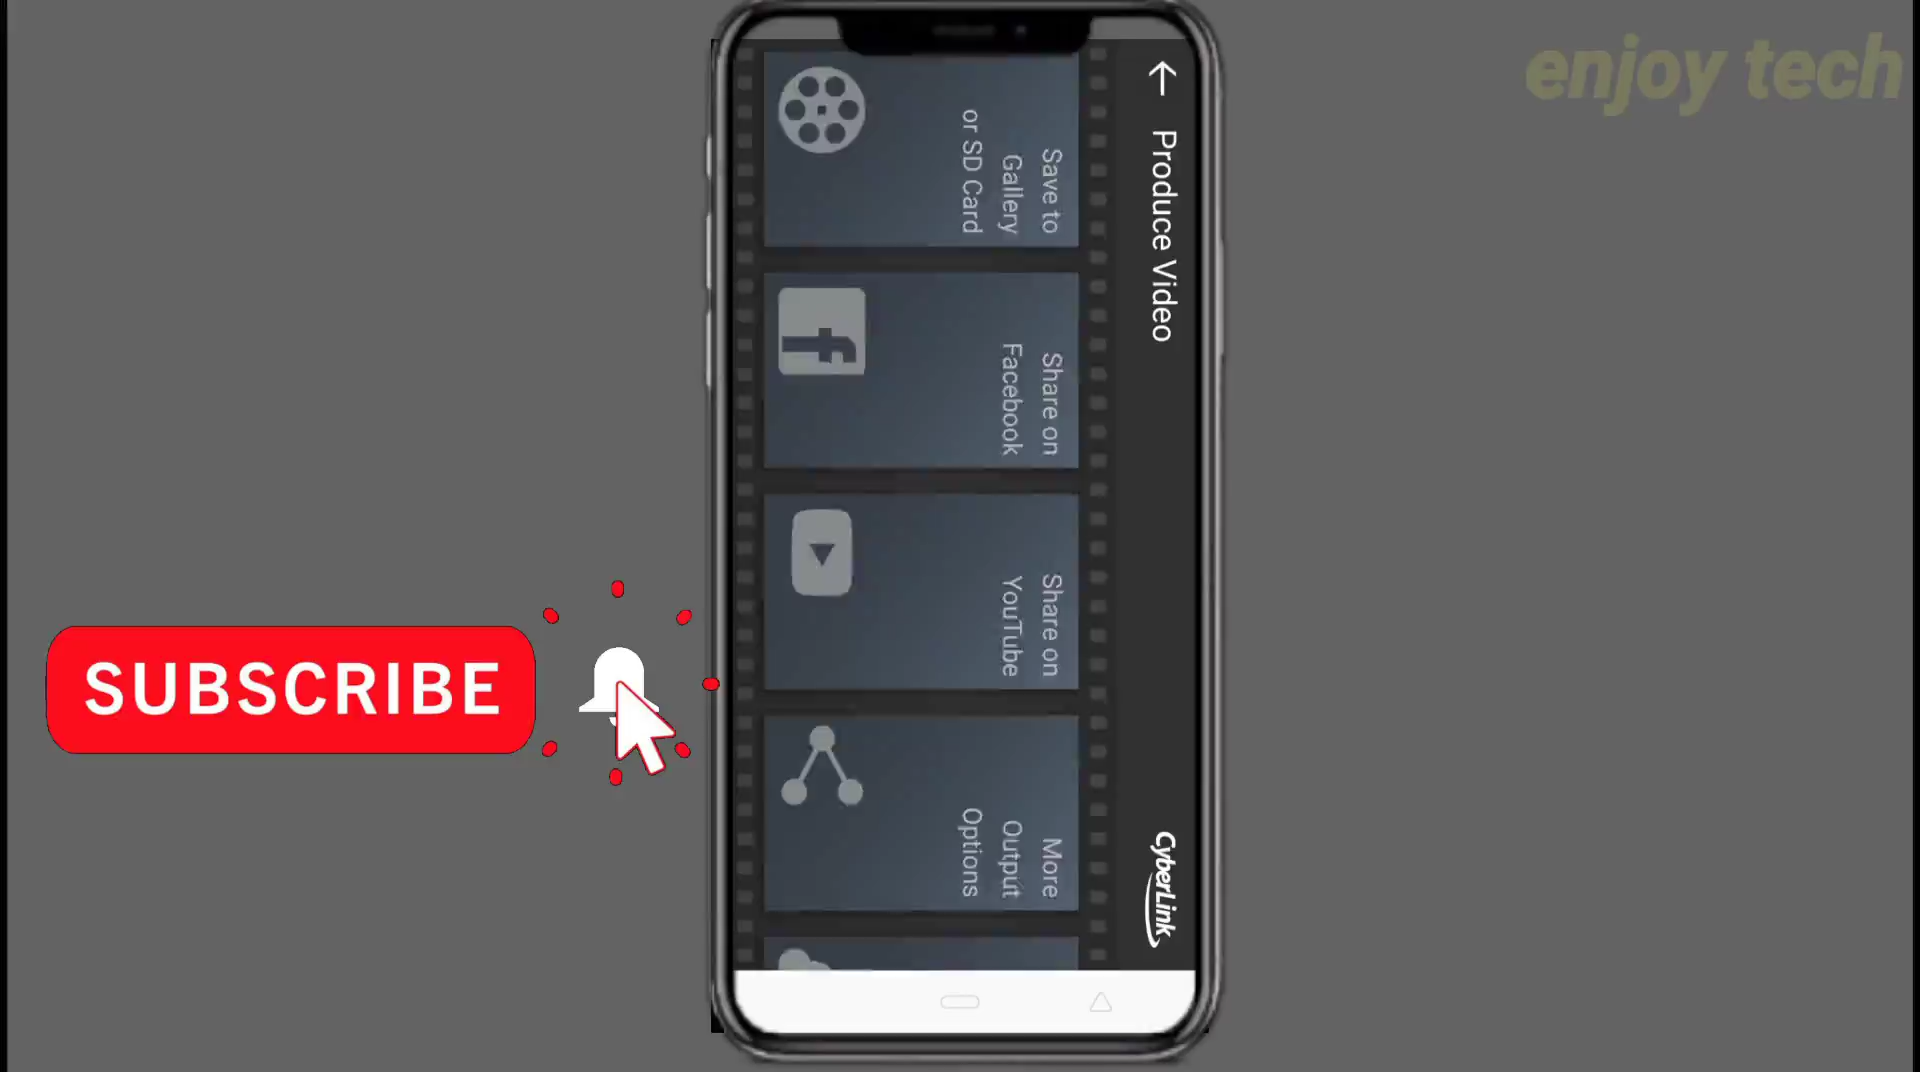 enjoy tech
Produce Video
CyberLink
Save to
Gallery
or SD Card
Share on
Facebook
Share on
YouTube
More
Output
Options
SUBSCRIBE